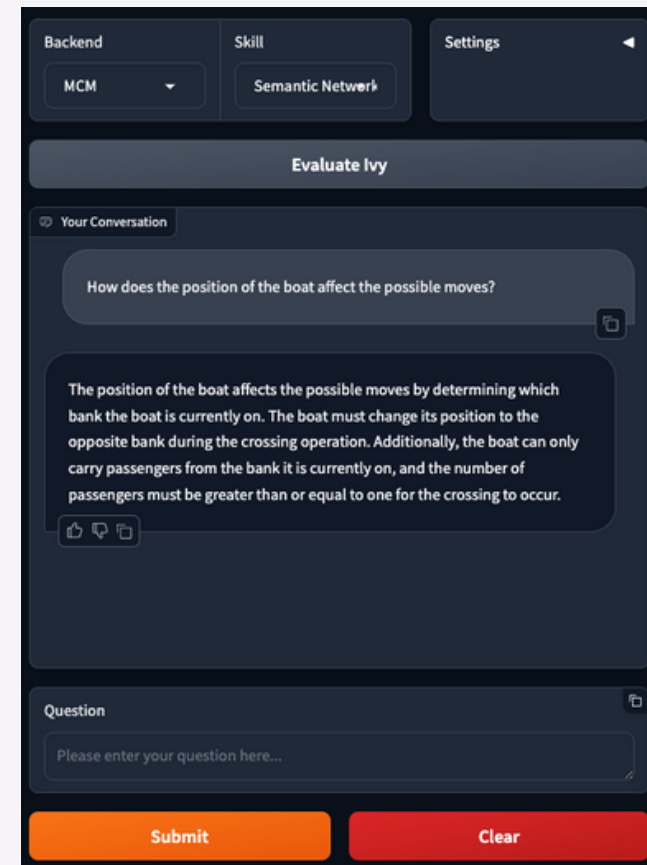 Backend
Skill
Settings
MCM
Semantic Network
Evaluate Ivy
Your Conversation
How does the position of the boat affect the possible moves?
The position of the boat affects the possible moves by determining which
bank the boat is currently on. The boat must change its position to the
opposite bank during the crossing operation. Additionally, the boat can only
carry passengers from the bank it is currently on, and the number of
passengers must be greater than or equal to one for the crossing to occur.
Question
Please enter your question here...
Submit
Clear